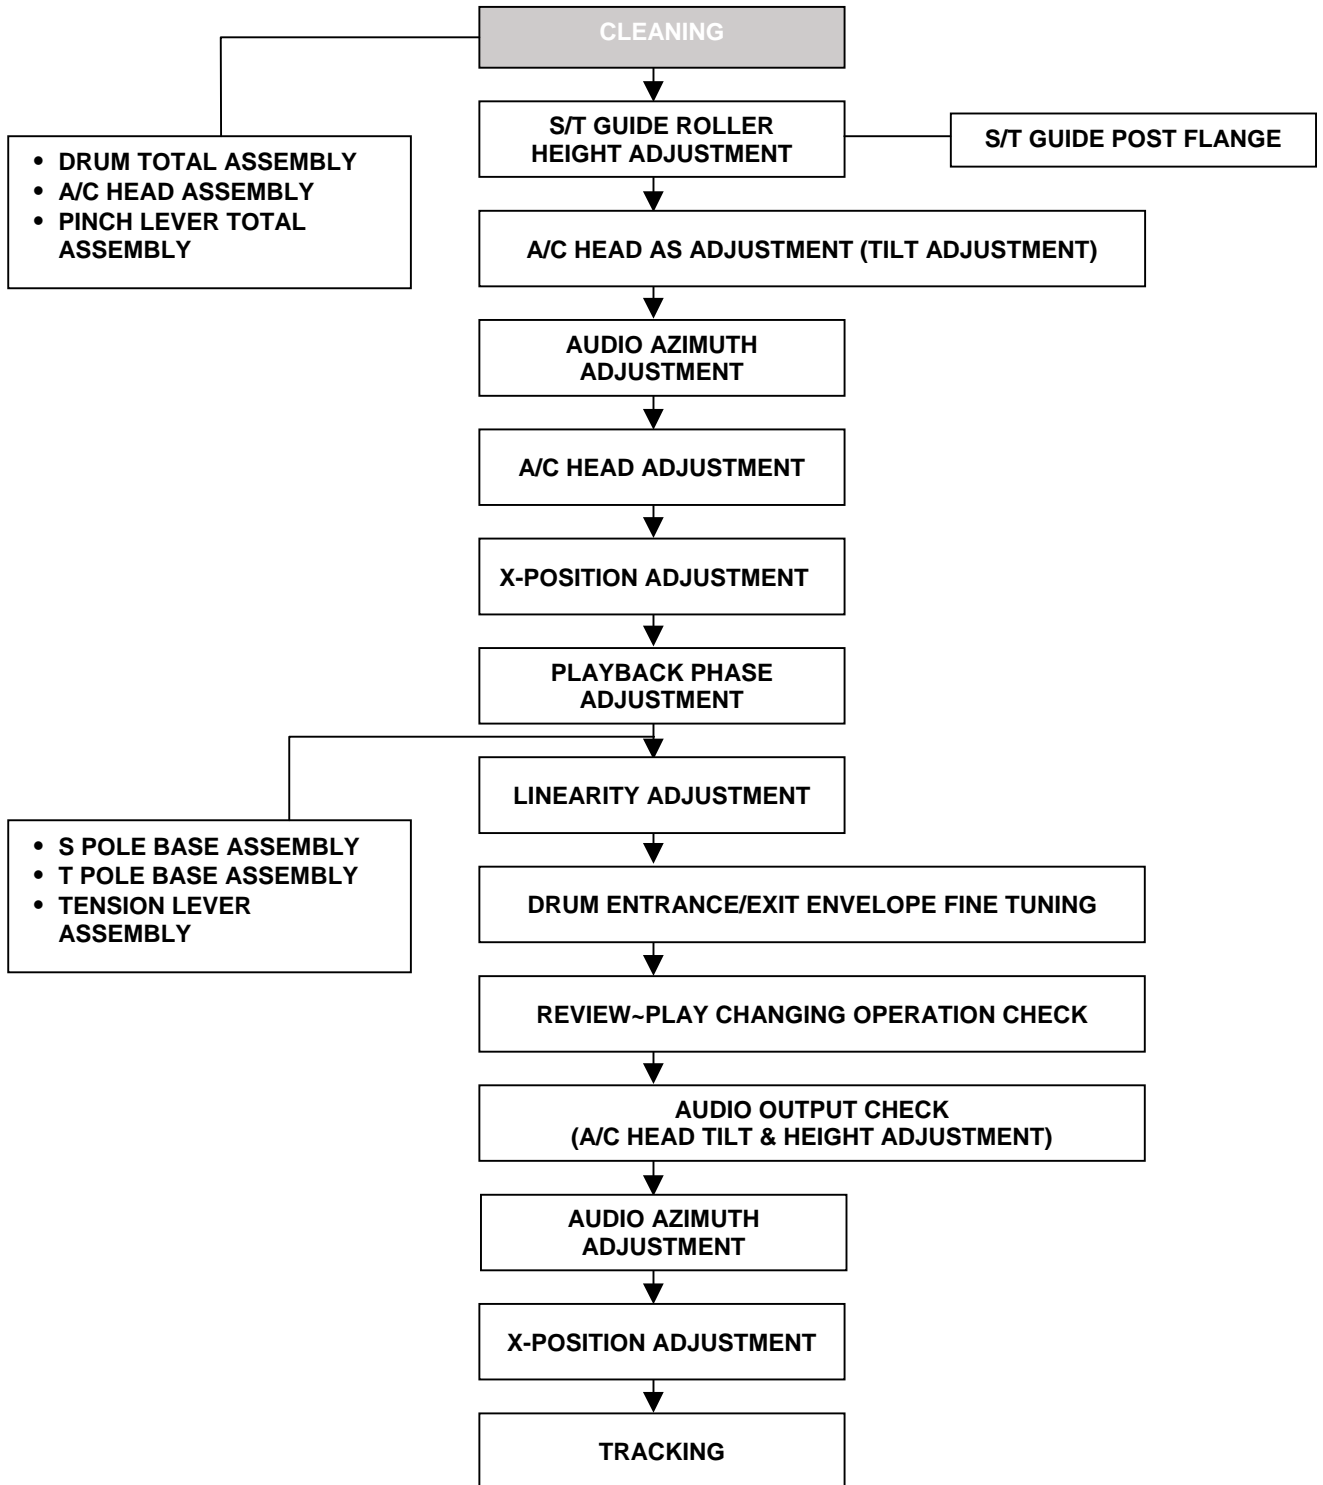 CLEANING
S/T GUIDE ROLLER
HEIGHT ADJUSTMENT
S/T GUIDE POST FLANGE
• DRUM TOTAL ASSEMBLY
• A/C HEAD ASSEMBLY
• PINCH LEVER TOTAL
ASSEMBLY
A/C HEAD AS ADJUSTMENT (TILT ADJUSTMENT)
AUDIO AZIMUTH
ADJUSTMENT
A/C HEAD ADJUSTMENT
X-POSITION ADJUSTMENT
PLAYBACK PHASE
ADJUSTMENT
LINEARITY ADJUSTMENT
• S POLE BASE ASSEMBLY
• T POLE BASE ASSEMBLY
• TENSION LEVER
ASSEMBLY
DRUM ENTRANCE/EXIT ENVELOPE FINE TUNING
REVIEW~PLAY CHANGING OPERATION CHECK
AUDIO OUTPUT CHECK
(A/C HEAD TILT & HEIGHT ADJUSTMENT)
AUDIO AZIMUTH
ADJUSTMENT
X-POSITION ADJUSTMENT
TRACKING